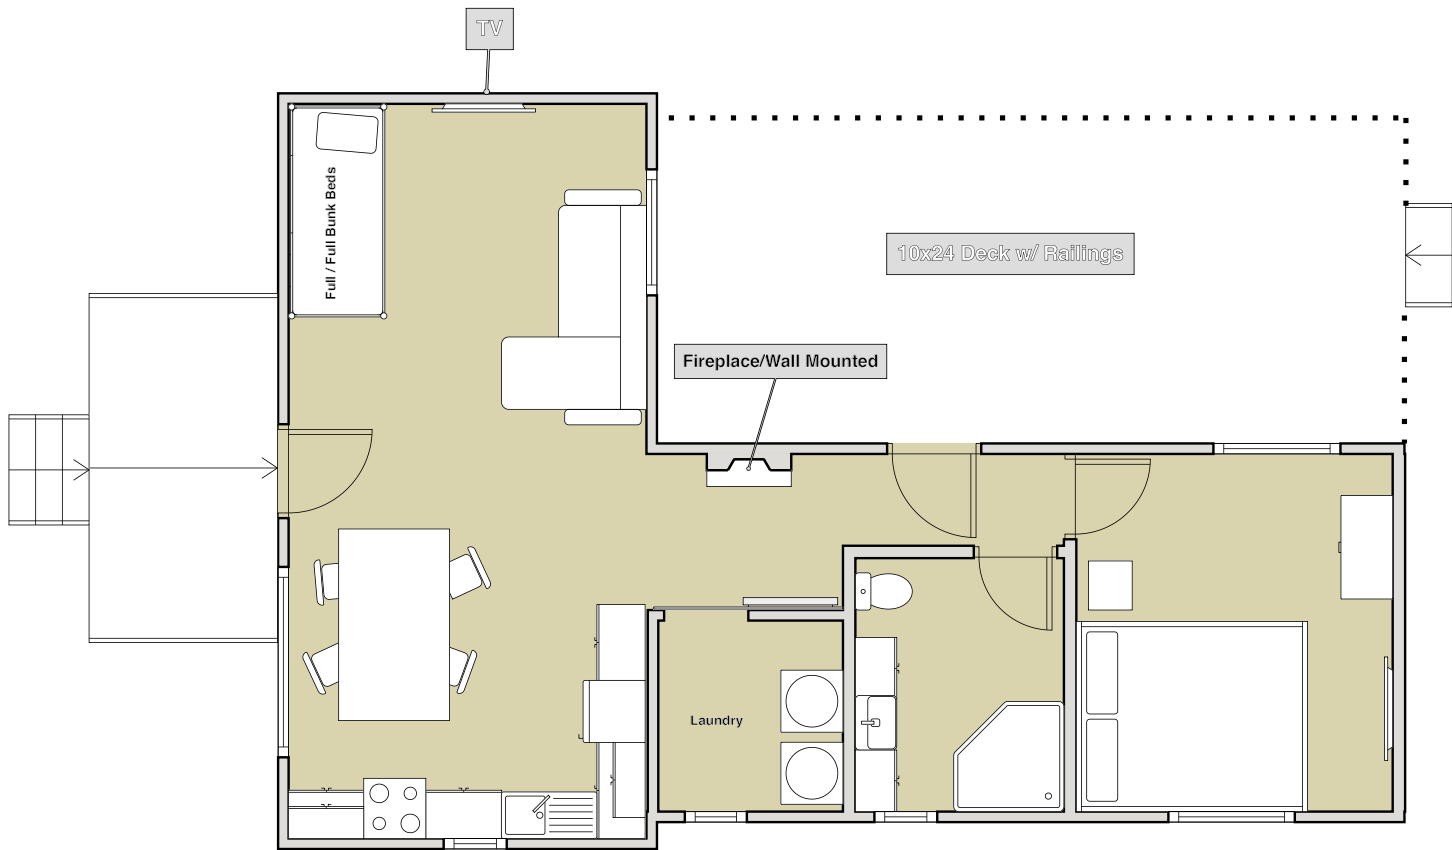 TV
Full / Full Bunk Beds
10x24 Deck w/ Railings
Fireplace/Wall Mounted
Laundry